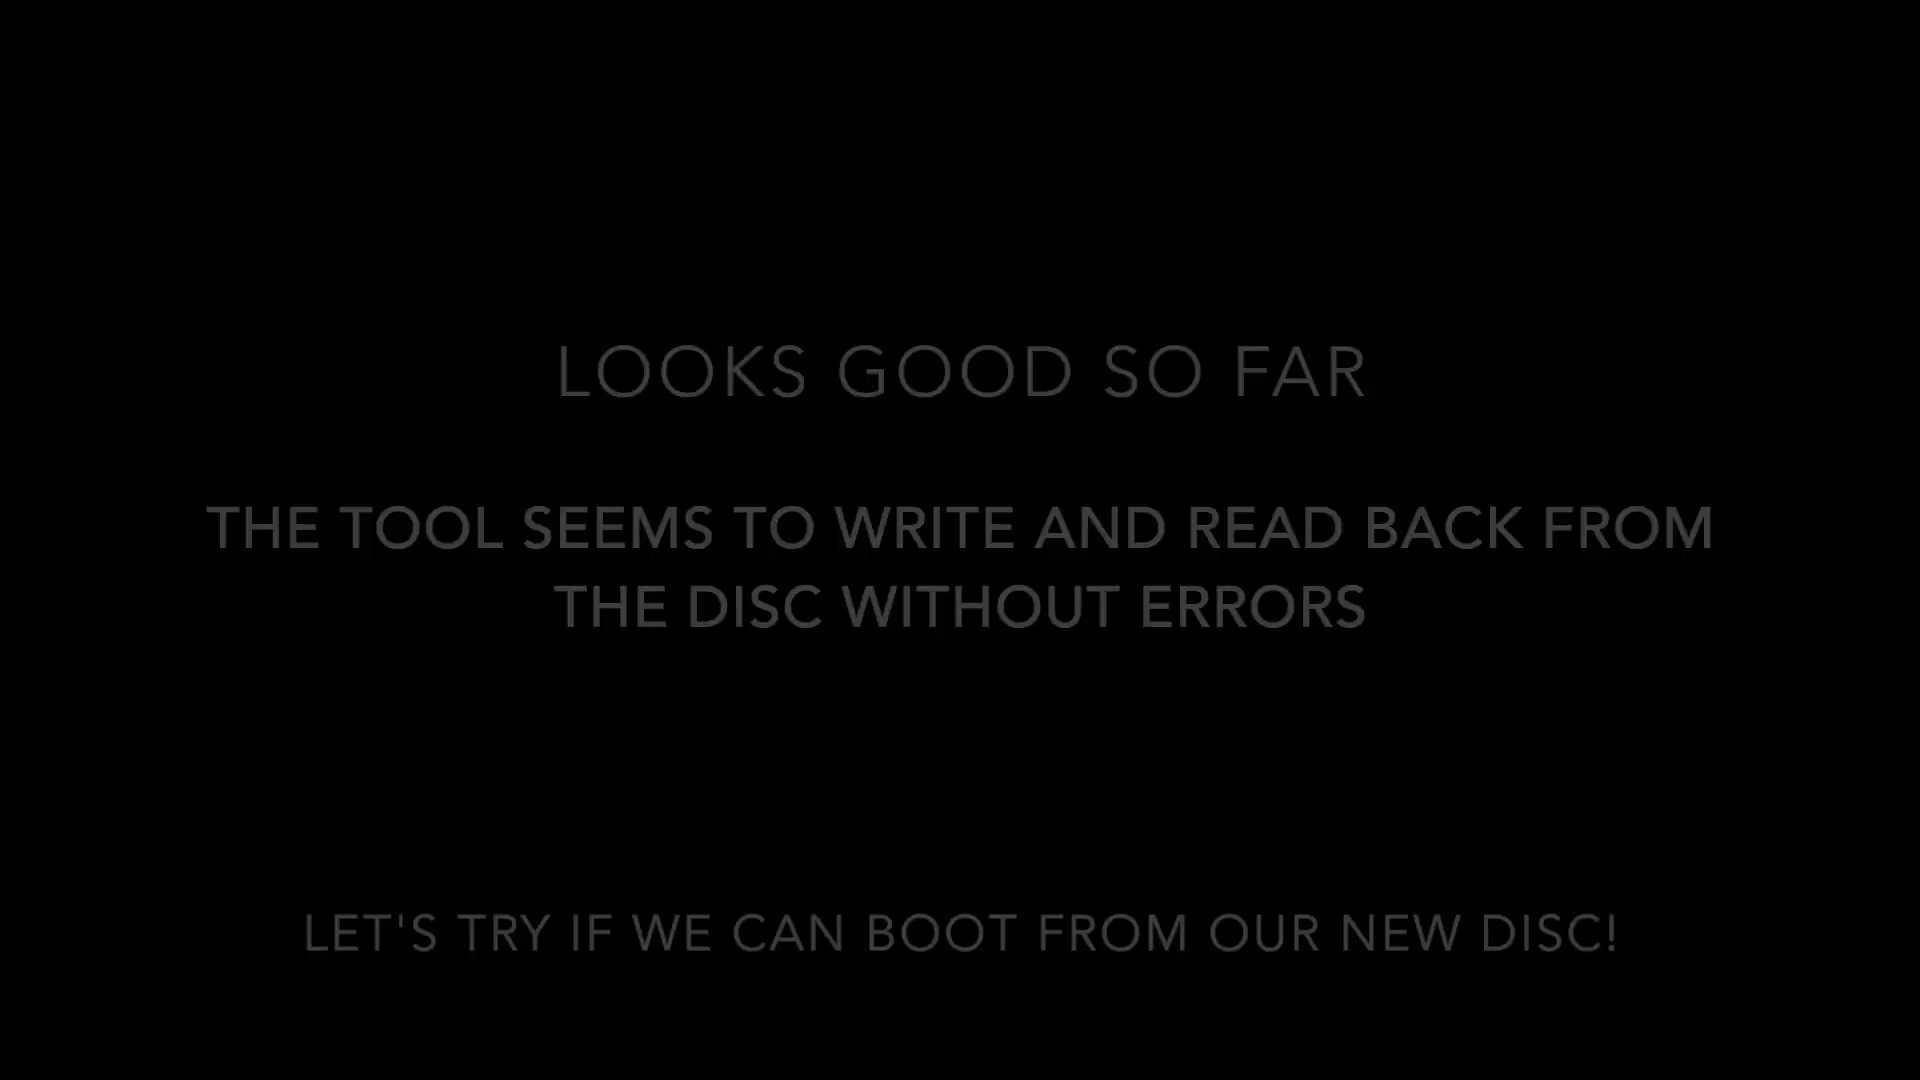 LOOKS GOOD SO FAR
THE TOOL SEEMS TO WRITE AND READ BACK FROM
THE DISC WITHOUT ERRORS
LET'S TRY IF WE CAN BOOT FROM OUR NEW DISC!